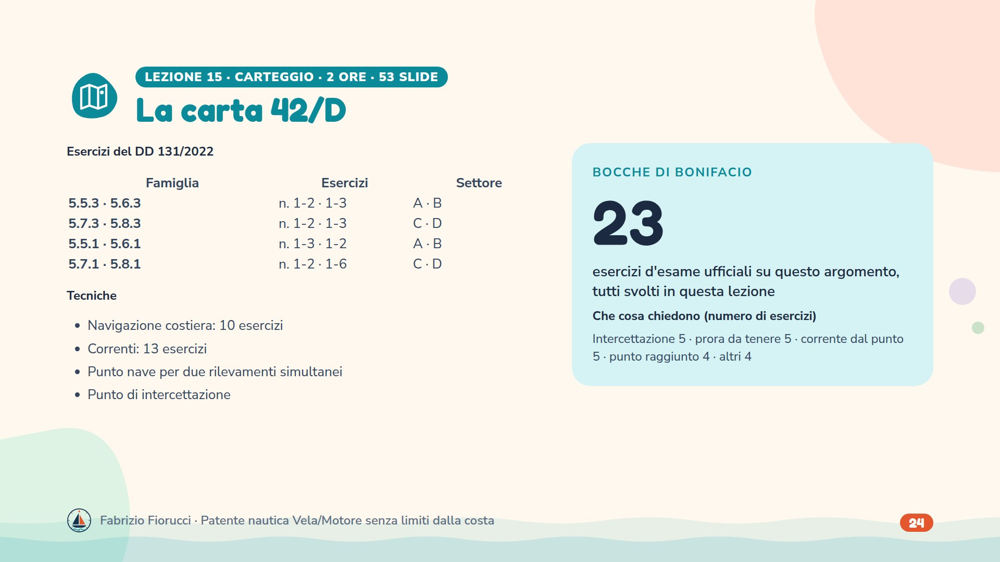 LEZIONE 15 · CARTEGGIO · 2 ORE · 53 SLIDE
La carta 42/D
Esercizi del DD 131/2022
Famiglia Esercizi Settore
5.5.3 · 5.6.3 n. 1-2 · 1-3 A · B
5.7.3 · 5.8.3 n. 1-2 · 1-3 C · D
5.5.1 · 5.6.1 n. 1-3 · 1-2 A · B
5.7.1 · 5.8.1 n. 1-2 · 1-6 C · D
Tecniche
• Navigazione costiera: 10 esercizi
• Correnti: 13 esercizi
• Punto nave per due rilevamenti simultanei
• Punto di intercettazione
BOCCHE DI BONIFACIO
23
esercizi d'esame ufficiali su questo argomento,
tutti svolti in questa lezione
Che cosa chiedono (numero di esercizi)
Intercettazione 5 · prora da tenere 5 · corrente dal punto
5 · punto raggiunto 4 · altri 4
Fabrizio Fiorucci · Patente nautica Vela/Motore senza limiti dalla costa
24